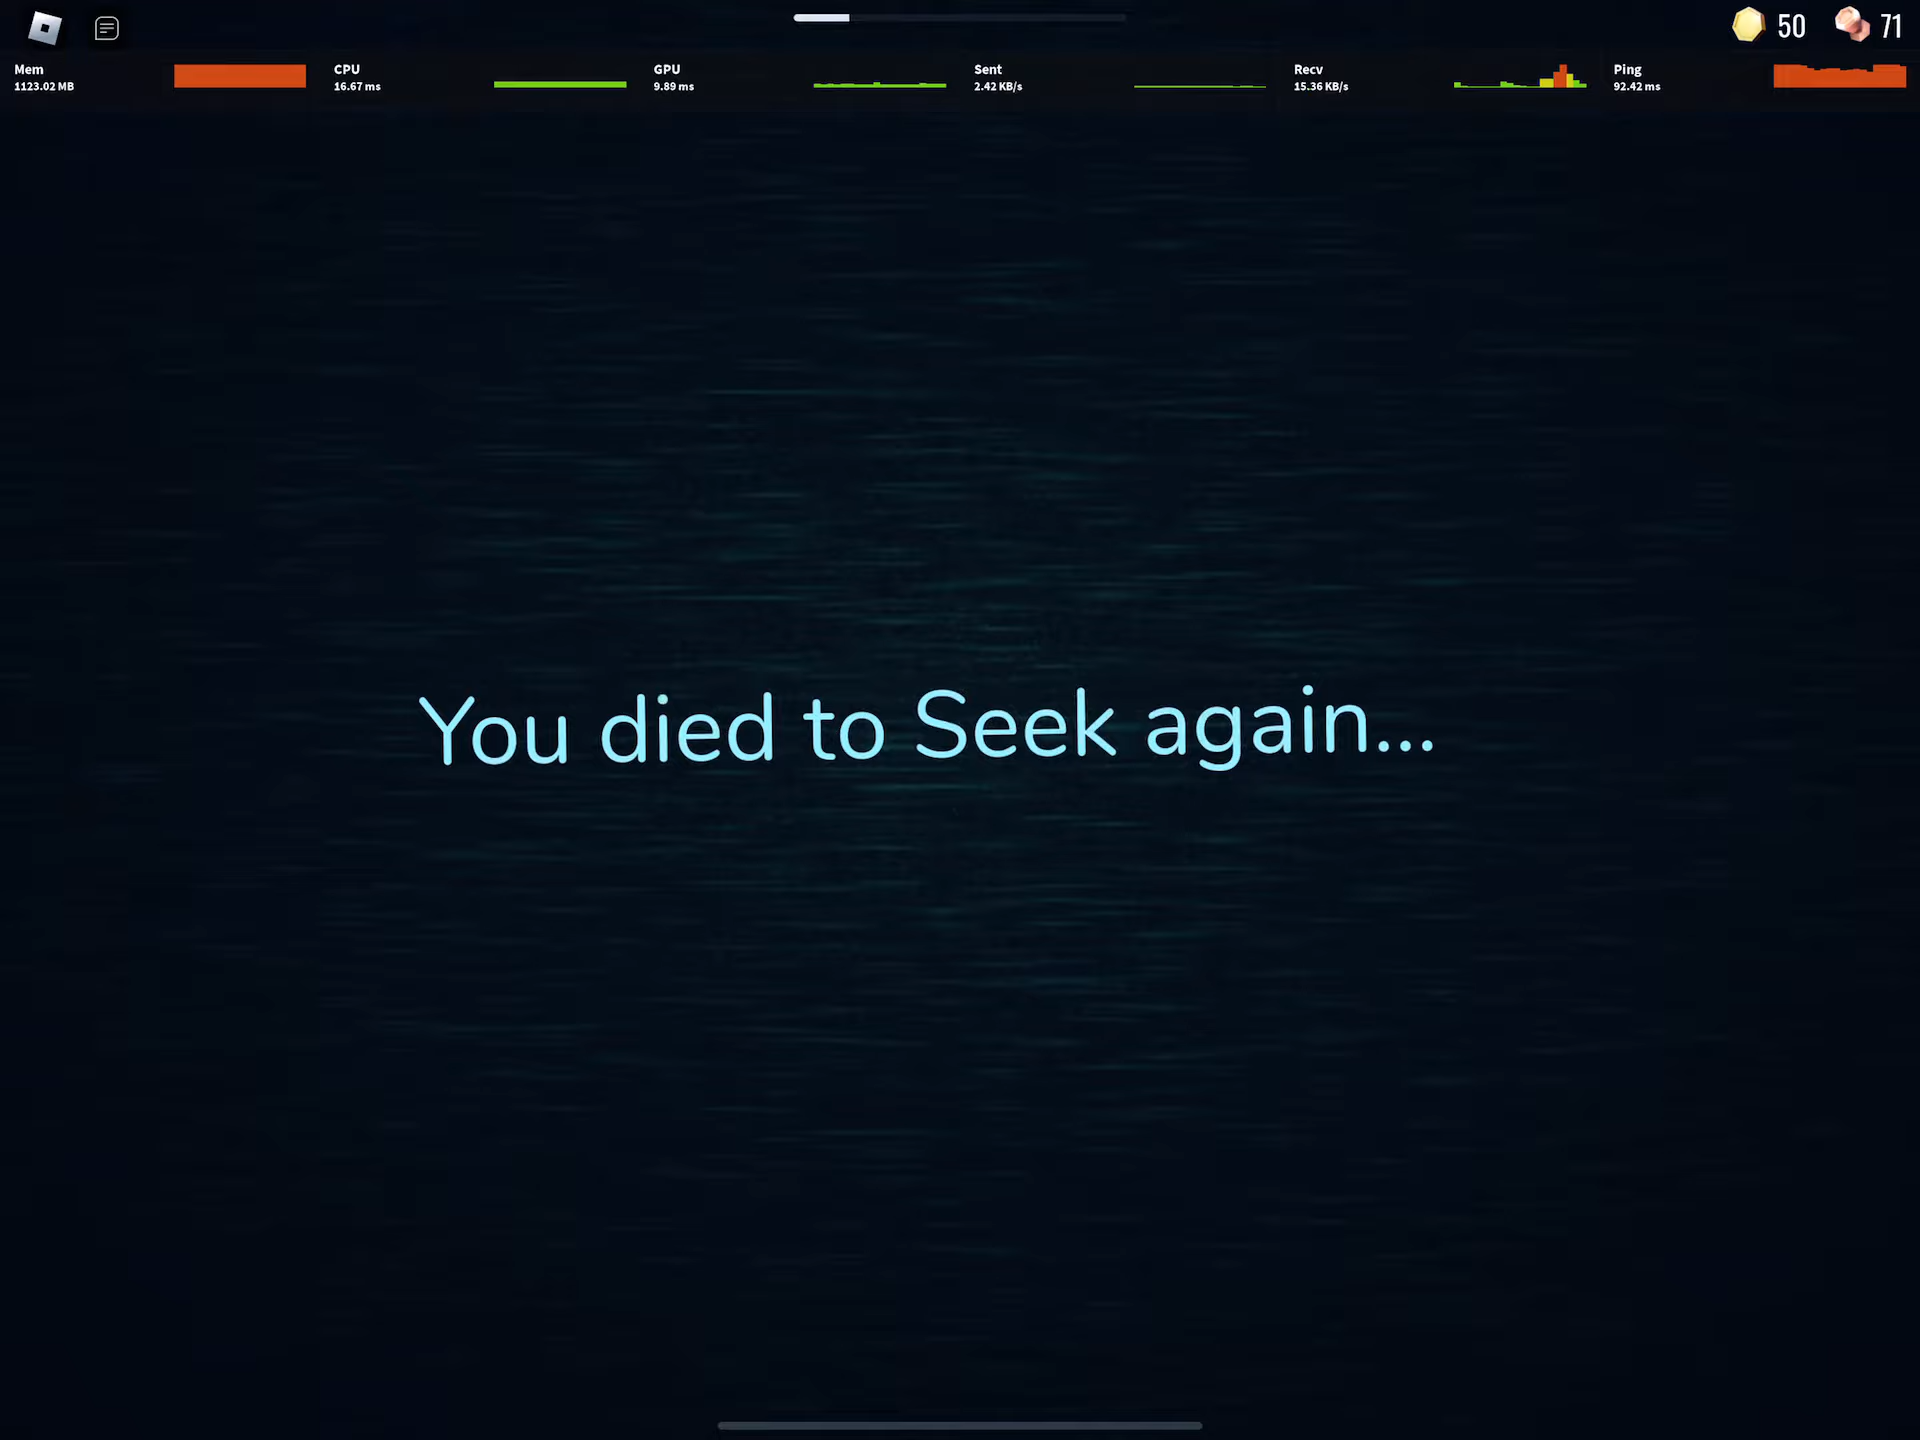 50 71
Mem CPU GPU Sent Recv Ping
1123.02 MB 16.67 ms 9.89 ms 2.42 KB/s 15.36 KB/s 92.42 ms
You died to Seek again...